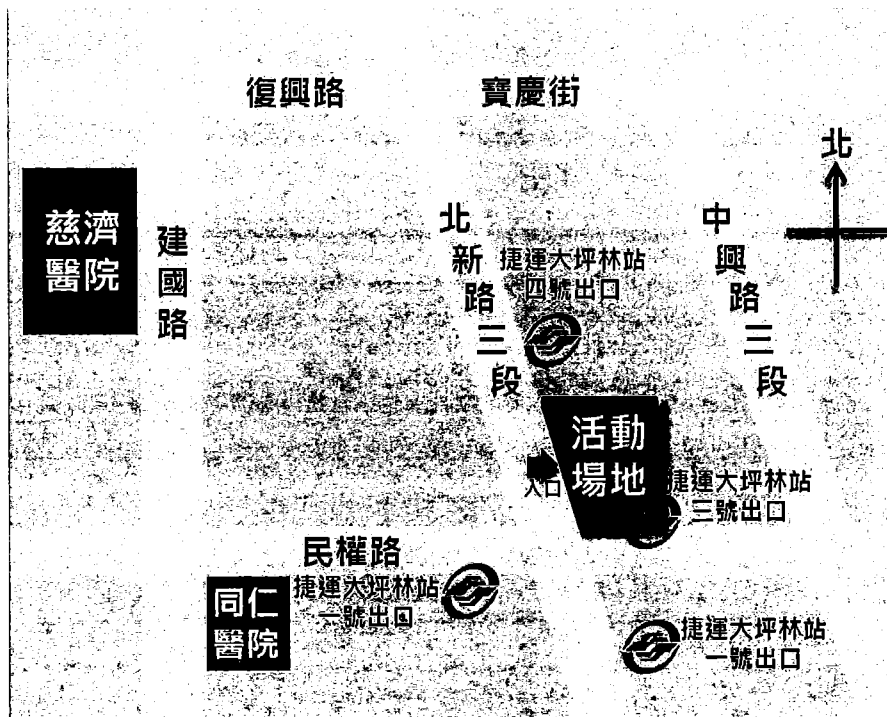 復興路
寶慶街
北
慈濟
醫院
建國路
北新路三段
中興路三段
捷運大坪林站
四號出口
活動
場地
入口
捷運大坪林站
三號出口
民權路
同仁
醫院
捷運大坪林站
一號出口
捷運大坪林站
一號出口